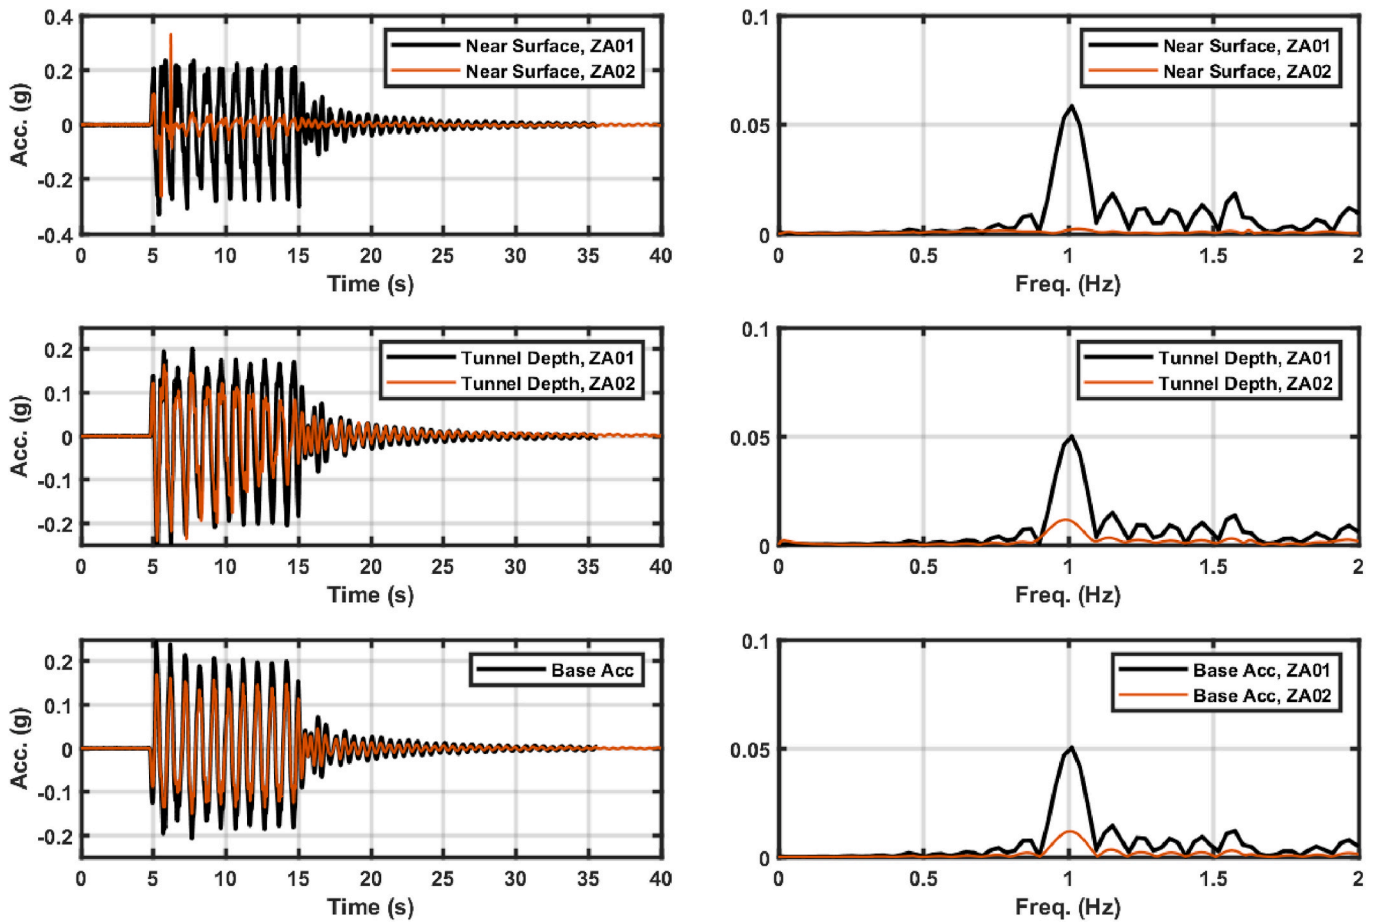 0.4
0.2
0
-0.2
-0.4
Acc. (g)
Near Surface, ZA01
Near Surface, ZA02
0 5 10 15 20 25 30 35 40
Time (s)
0.1
0.05
0
Near Surface, ZA01
Near Surface, ZA02
0 0.5 1 1.5 2
Freq. (Hz)
0.2
0.1
0
-0.1
-0.2
Acc. (g)
Tunnel Depth, ZA01
Tunnel Depth, ZA02
0 5 10 15 20 25 30 35 40
Time (s)
0.1
0.05
0
Tunnel Depth, ZA01
Tunnel Depth, ZA02
0 0.5 1 1.5 2
Freq. (Hz)
0.2
0.1
0
-0.1
-0.2
Acc. (g)
Base Acc
0 5 10 15 20 25 30 35 40
Time (s)
0.1
0.05
0
Base Acc, ZA01
Base Acc, ZA02
0 0.5 1 1.5 2
Freq. (Hz)